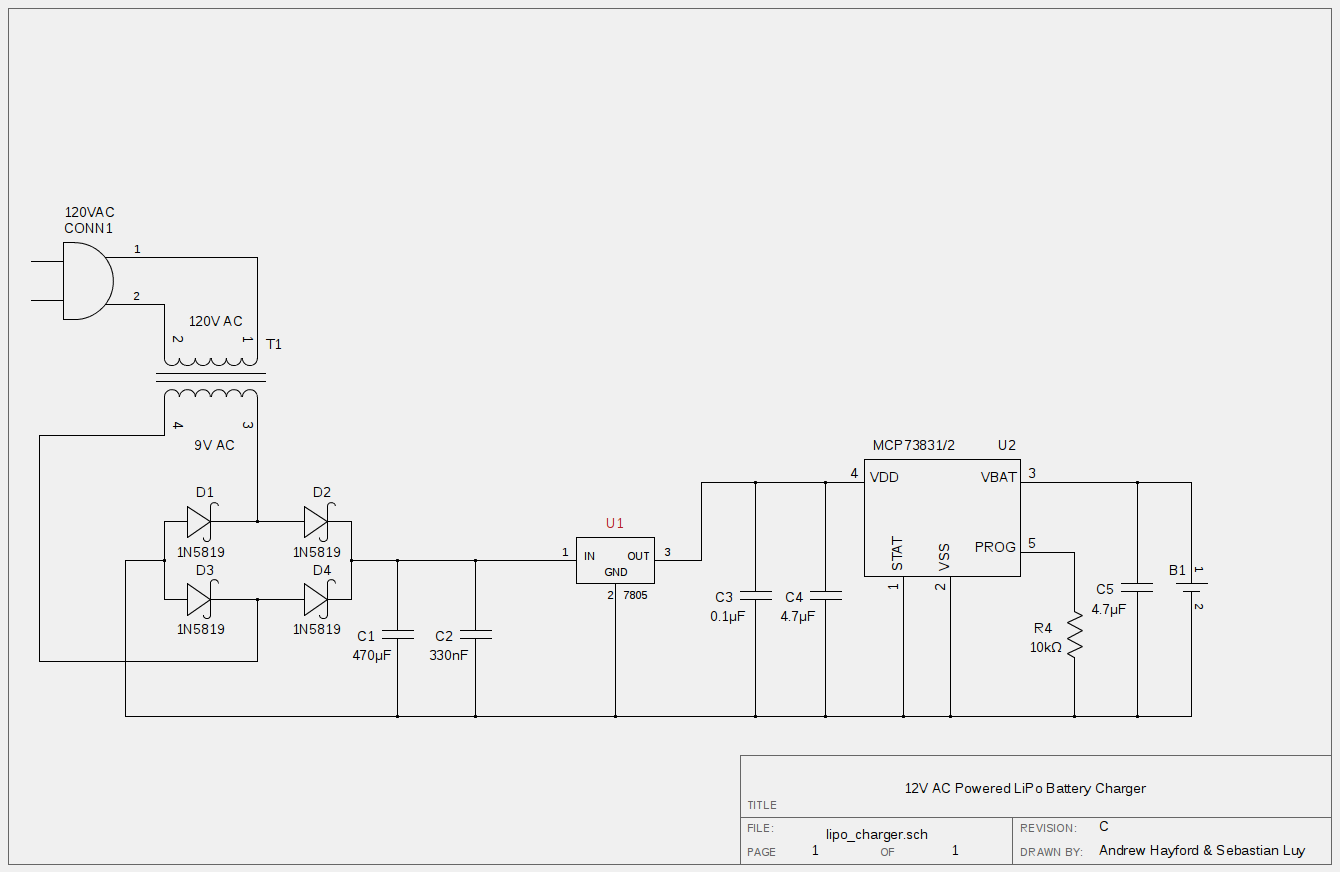 120VAC
CONN1
1
2
120V AC
2
1
T1
4
3
9V AC
MCP73831/2
U2
4
VDD
VBAT
3
D1
D2
U1
1N5819
1N5819
1
IN
OUT
3
GND
2
7805
STAT
VSS
PROG
5
1
2
D3
D4
1N5819
1N5819
C1
470µF
C2
330nF
C3
0.1µF
C4
4.7µF
R4
10kΩ
C5
4.7µF
B1
1
2
12V AC Powered LiPo Battery Charger
TITLE
FILE:
lipo_charger.sch
REVISION:
C
PAGE
1
OF
1
DRAWN BY:
Andrew Hayford & Sebastian Luy